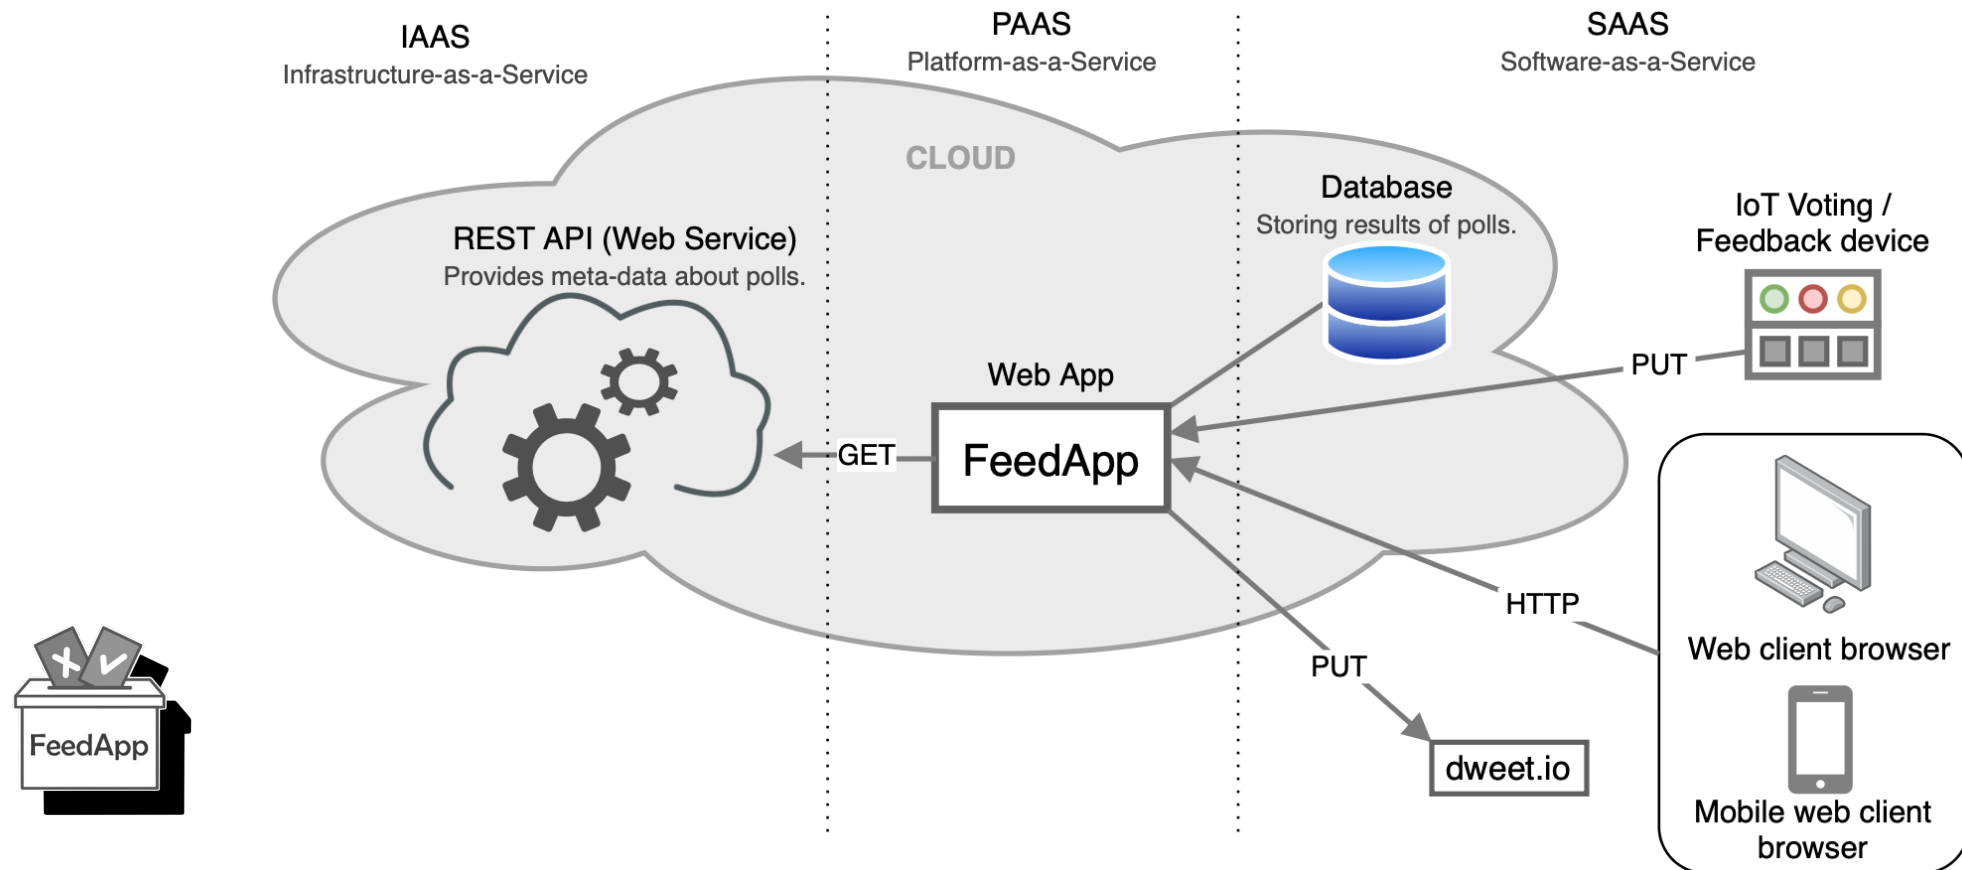 IAAS
Infrastructure-as-a-Service
PAAS
Platform-as-a-Service
SAAS
Software-as-a-Service
CLOUD
REST API (Web Service)
Provides meta-data about polls.
Database
Storing results of polls.
IoT Voting /
Feedback device
PUT
Web App
FeedApp
GET
HTTP
PUT
dweet.io
Web client browser
Mobile web client
browser
FeedApp